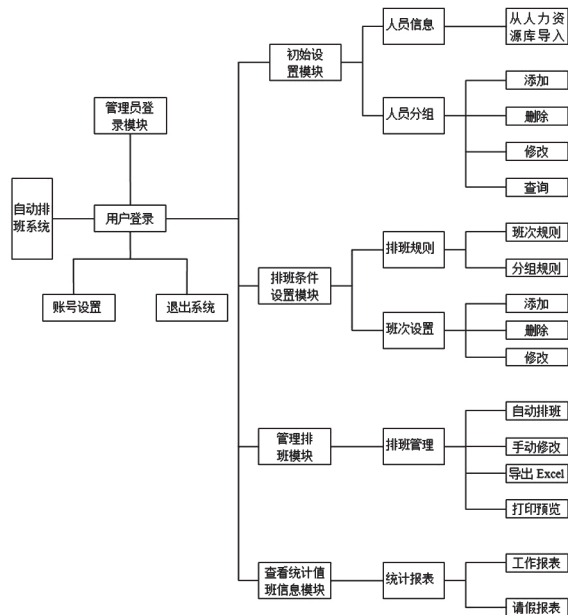 自动排
班系统
管理员登
录模块
用户登录
账号设置
退出系统
初始设
置模块
人员信息
从人力资
源库导入
人员分组
添加
删除
修改
查询
排班条件
设置模块
排班规则
班次规则
分组规则
班次设置
添加
删除
修改
管理排
班模块
排班管理
自动排班
手动修改
导出 Excel
打印预览
查看统计值
班信息模块
统计报表
工作报表
请假报表